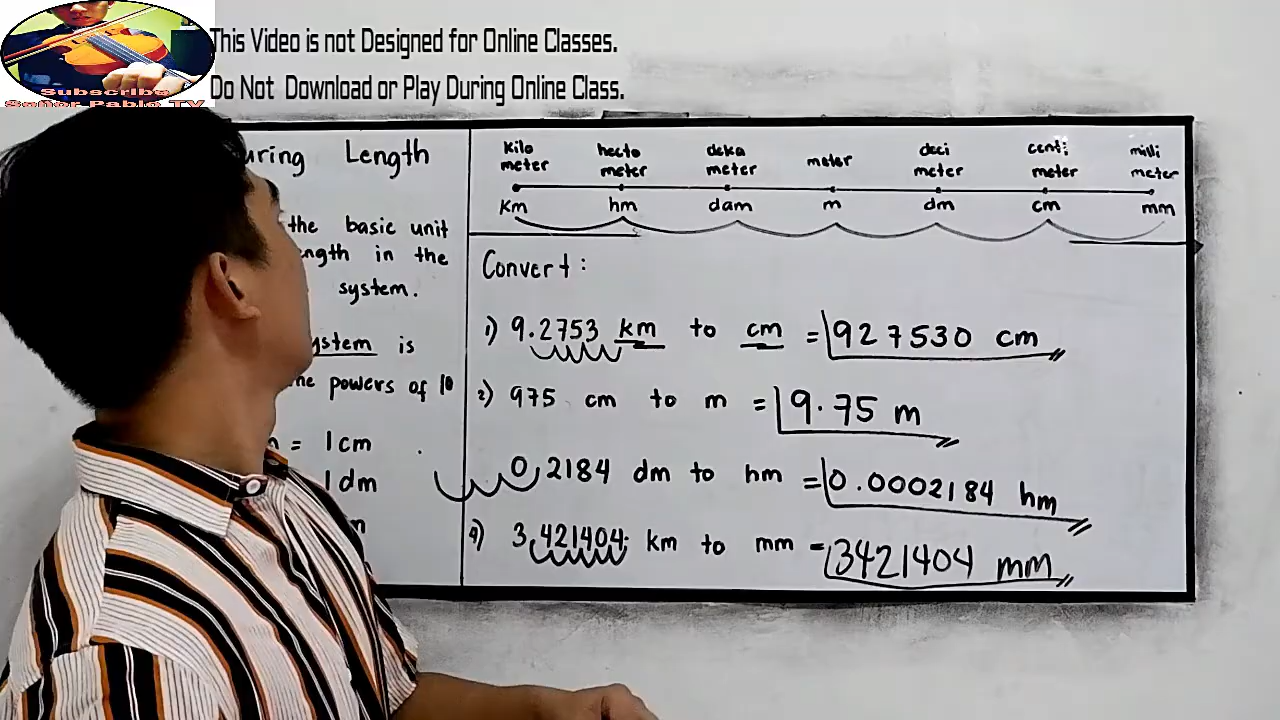 This Video is not Designed for Online Classes.
Do Not Download or Play During Online Class.
Subscribe
Señor Pablo TV
uring Length
the basic unit
ngth in the
system.
ystem is
he powers of 10
= 1cm
1dm
kilo meter
hecto meter
deka meter
meter
deci meter
centi meter
milli meter
Km hm dam m dm cm mm
Convert:
1) 9.2753 km to cm = 927530 cm
2) 975 cm to m = 9.75 m
0.2184 dm to hm = 0.0002184 hm
4) 3.421404. km to mm = 3421404 mm